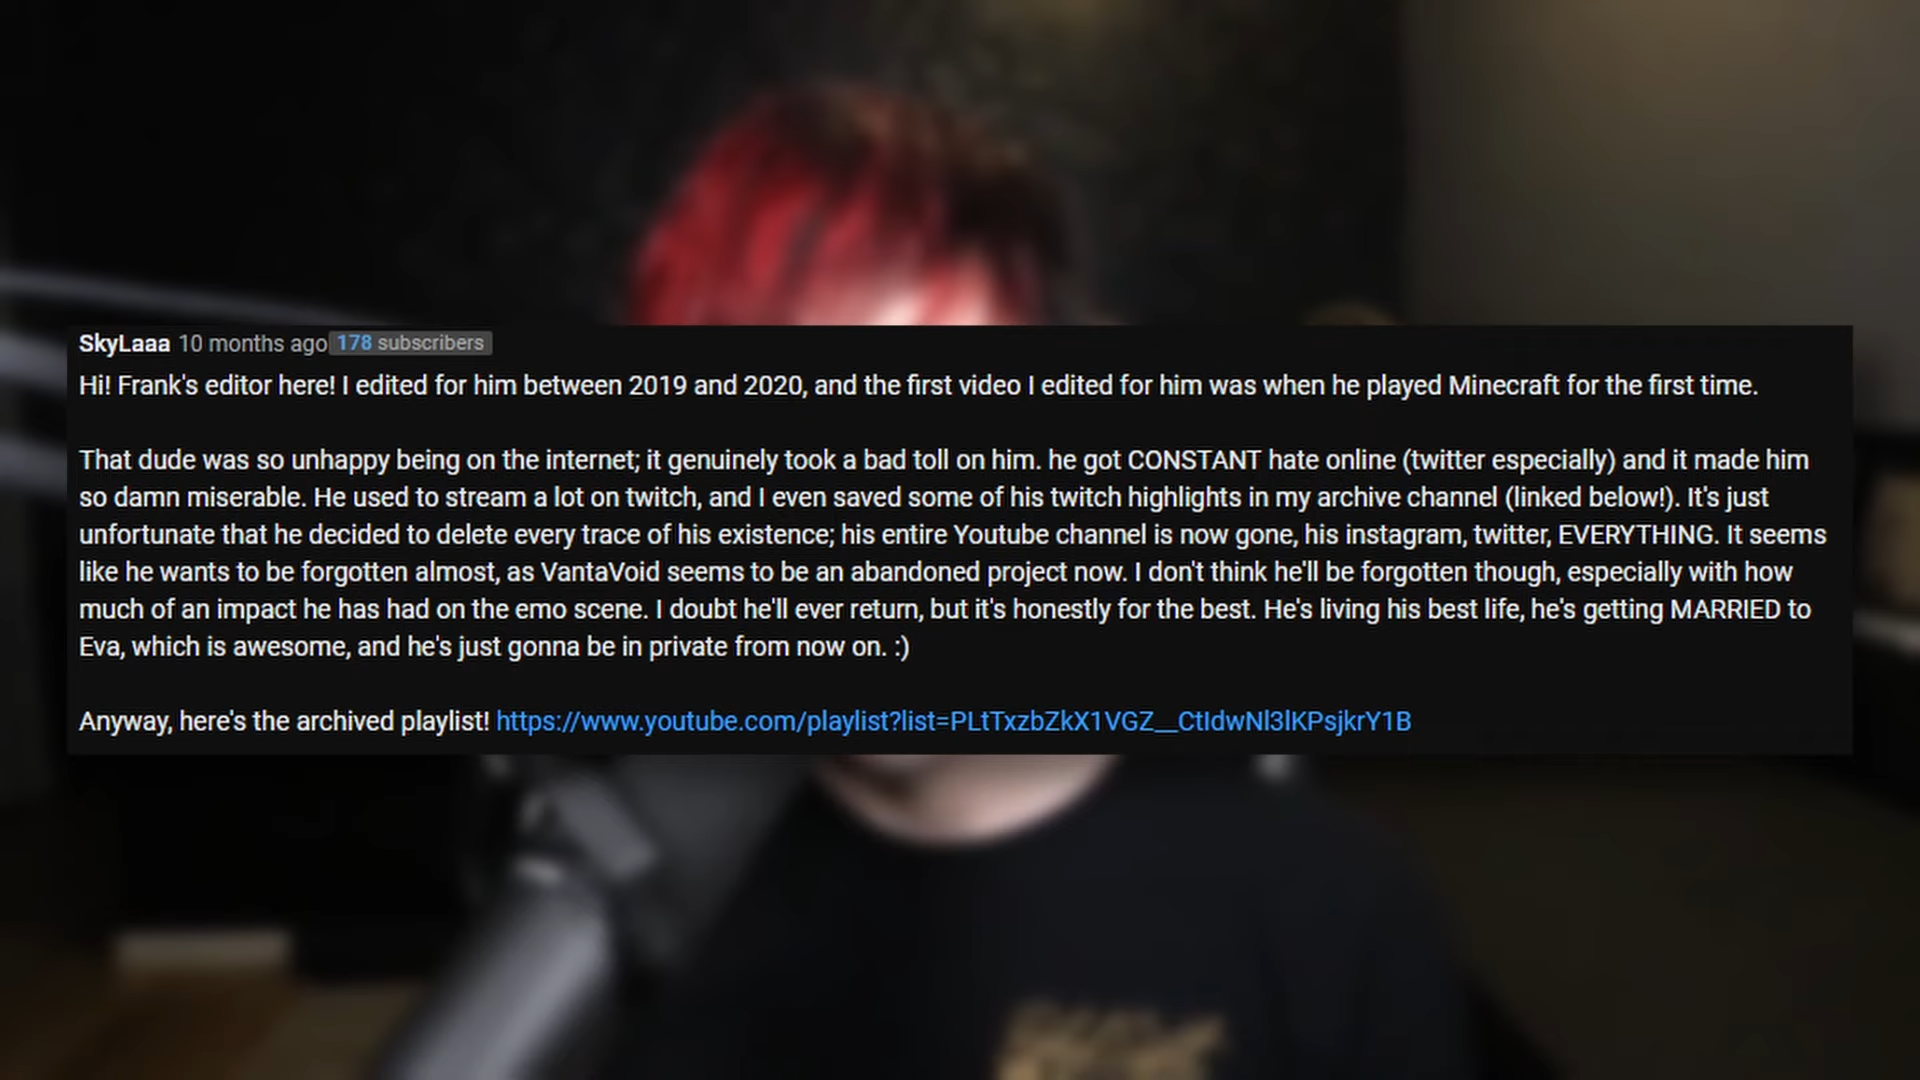 SkyLaaa 10 months ago 178 subscribers
Hi! Frank's editor here! I edited for him between 2019 and 2020, and the first video I edited for him was when he played Minecraft for the first time.
That dude was so unhappy being on the internet; it genuinely took a bad toll on him. he got CONSTANT hate online (twitter especially) and it made him
so damn miserable. He used to stream a lot on twitch, and I even saved some of his twitch highlights in my archive channel (linked below!). It's just
unfortunate that he decided to delete every trace of his existence; his entire Youtube channel is now gone, his instagram, twitter, EVERYTHING. It seems
like he wants to be forgotten almost, as VantaVoid seems to be an abandoned project now. I don't think he'll be forgotten though, especially with how
much of an impact he has had on the emo scene. I doubt he'll ever return, but it's honestly for the best. He's living his best life, he's getting MARRIED to
Eva, which is awesome, and he's just gonna be in private from now on. :)
Anyway, here's the archived playlist! https://www.youtube.com/playlist?list=PLtTxzbZkX1VGZ__CtIdwNl3lKPsjkrY1B